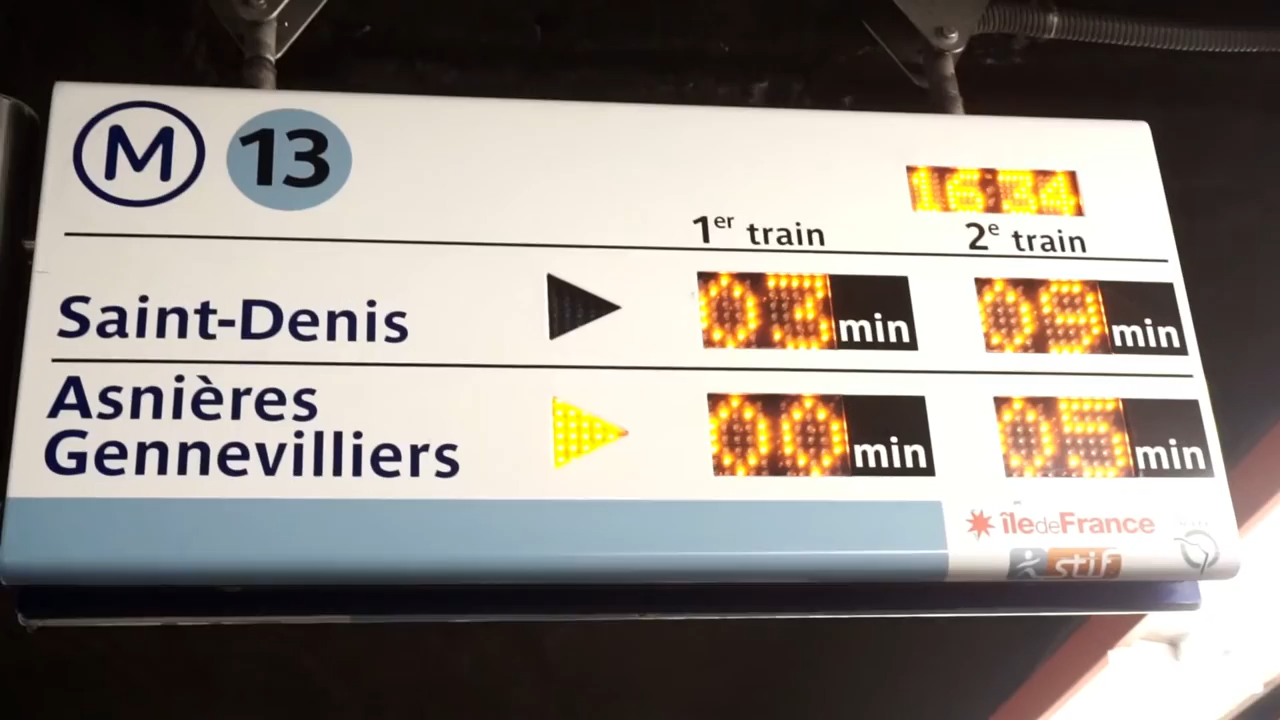 M 13
16:34
1er train 2e train
Saint-Denis 02 min 09 min
Asnières
Gennevilliers 00 min 05 min
îledeFrance
stif